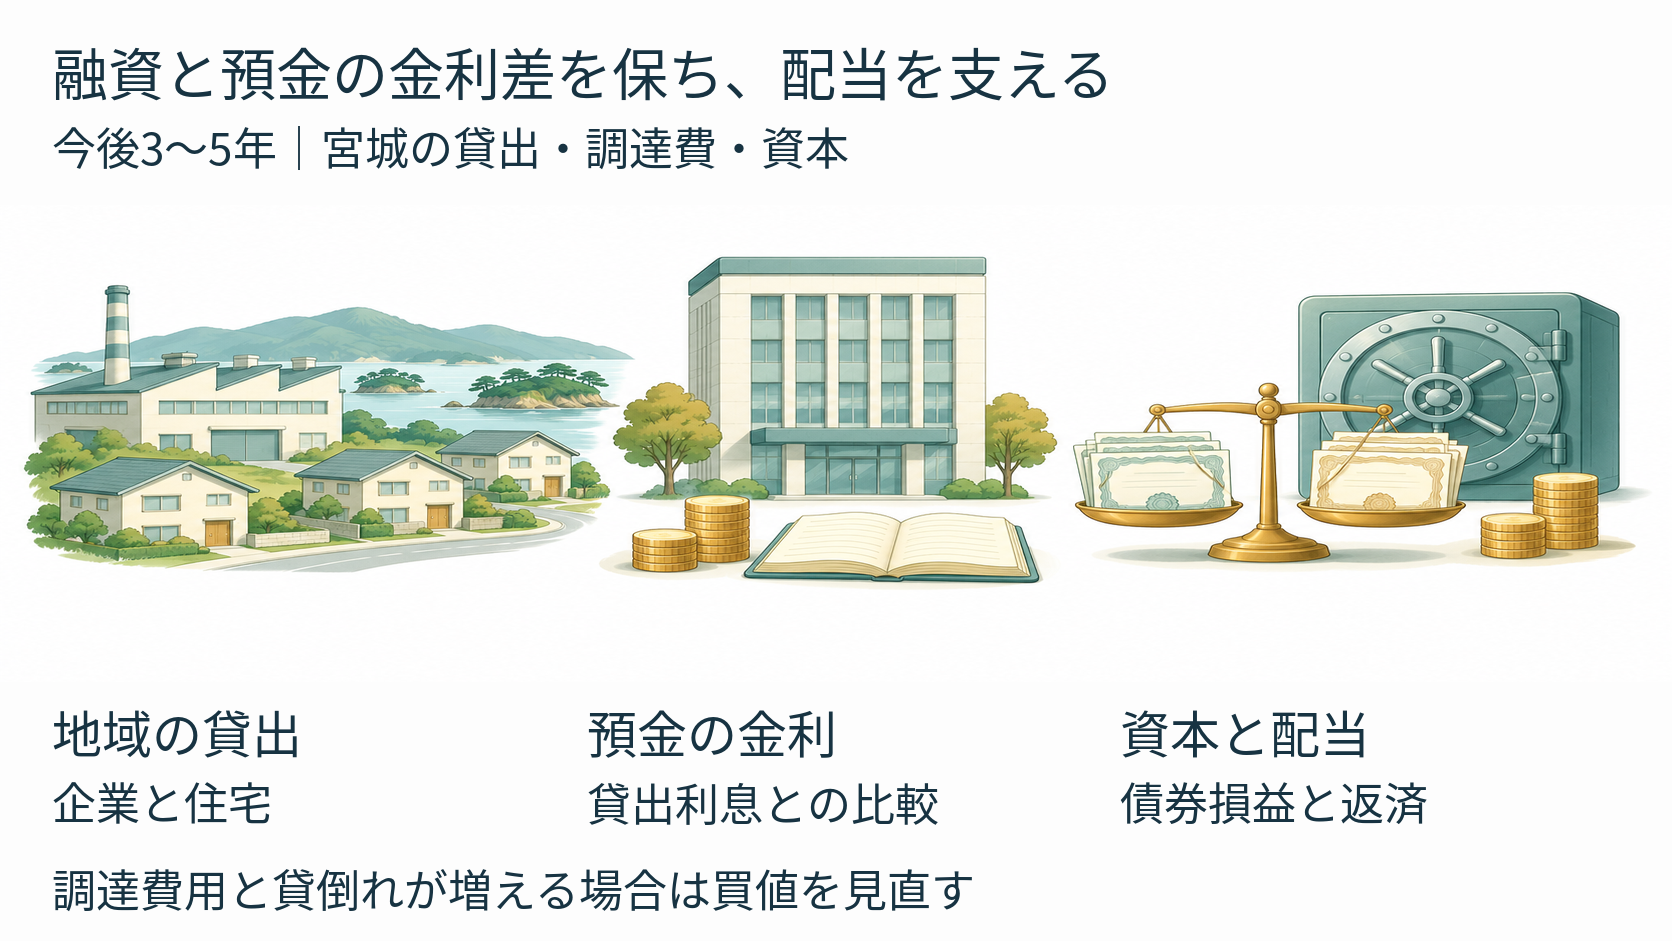 融資と預金の金利差を保ち、配当を支える
今後3〜5年｜宮城の貸出・調達費・資本
地域の貸出
企業と住宅
預金の金利
貸出利息との比較
資本と配当
債券損益と返済
調達費用と貸倒れが増える場合は買値を見直す